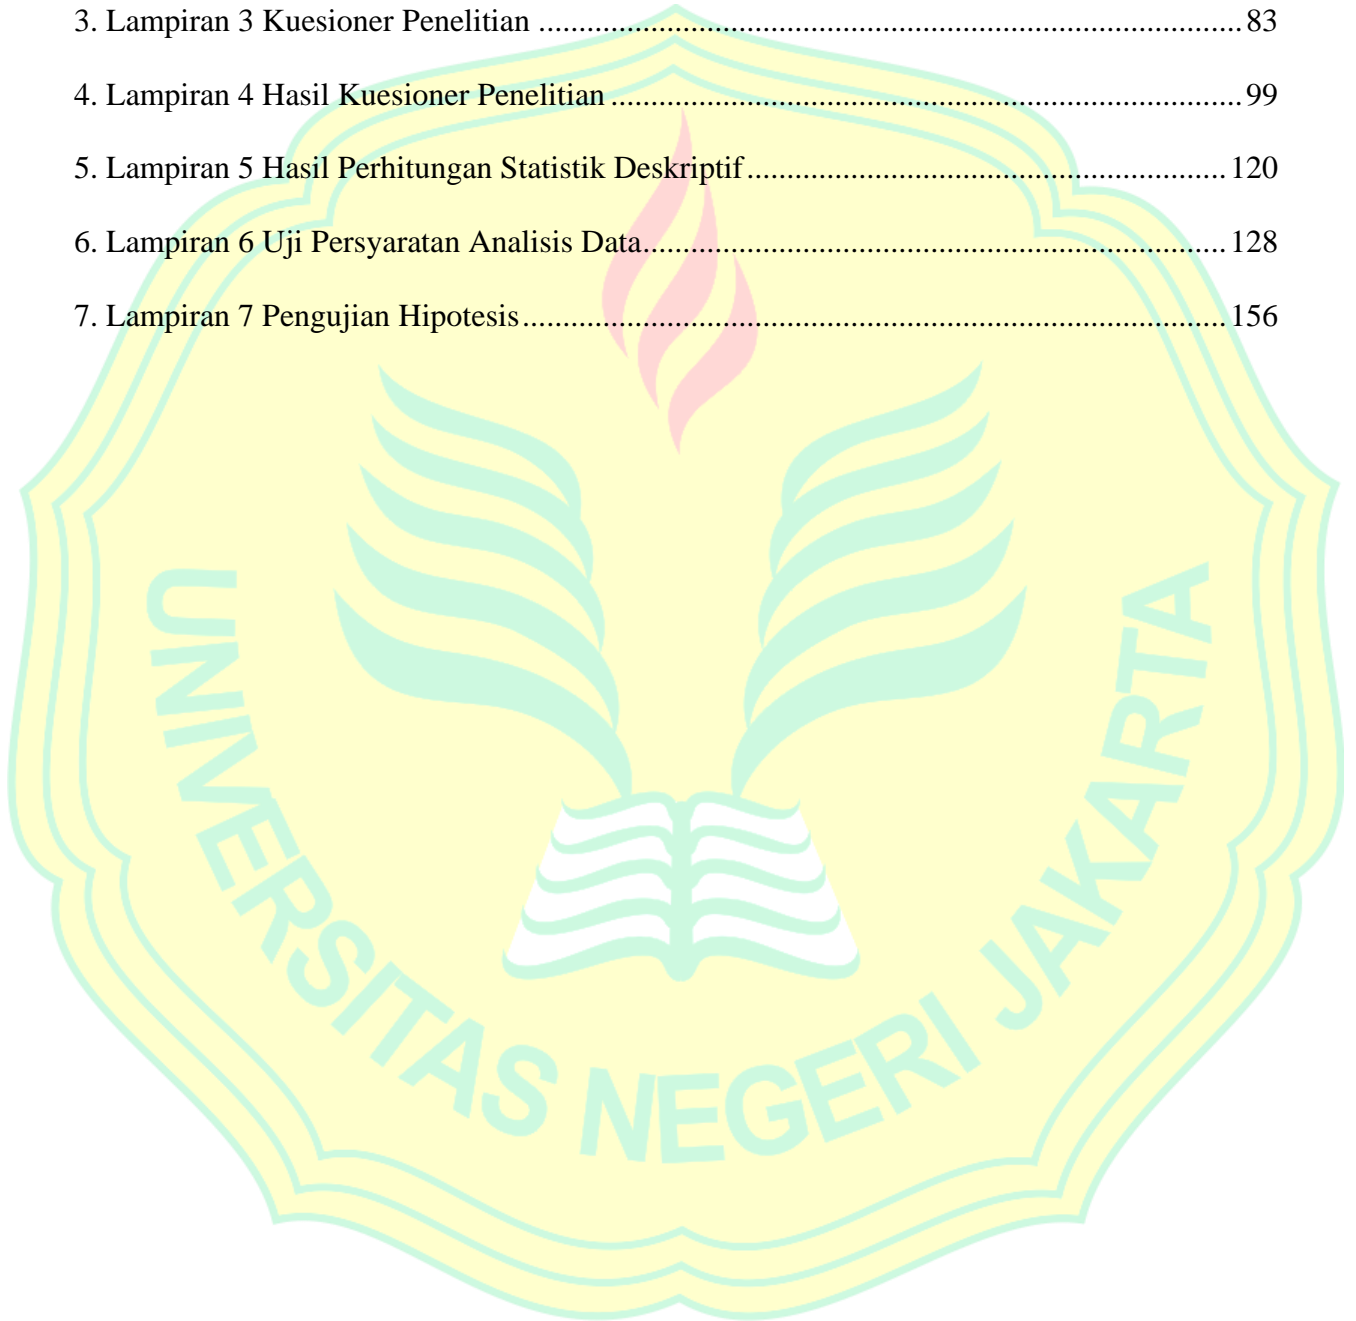 3. Lampiran 3 Kuesioner Penelitian ........................................................................................ 83
4. Lampiran 4 Hasil Kuesioner Penelitian ............................................................................... 99
5. Lampiran 5 Hasil Perhitungan Statistik Deskriptif ............................................................ 120
6. Lampiran 6 Uji Persyaratan Analisis Data ......................................................................... 128
7. Lampiran 7 Pengujian Hipotesis ........................................................................................ 156
UNIVERSITAS NEGERI JAKARTA